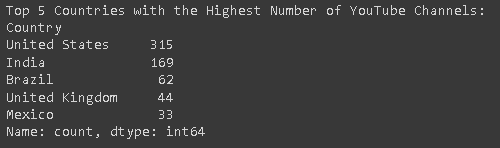 Top 5 Countries with the Highest Number of YouTube Channels:
Country
United States     315
India             169
Brazil             62
United Kingdom     44
Mexico             33
Name: count, dtype: int64